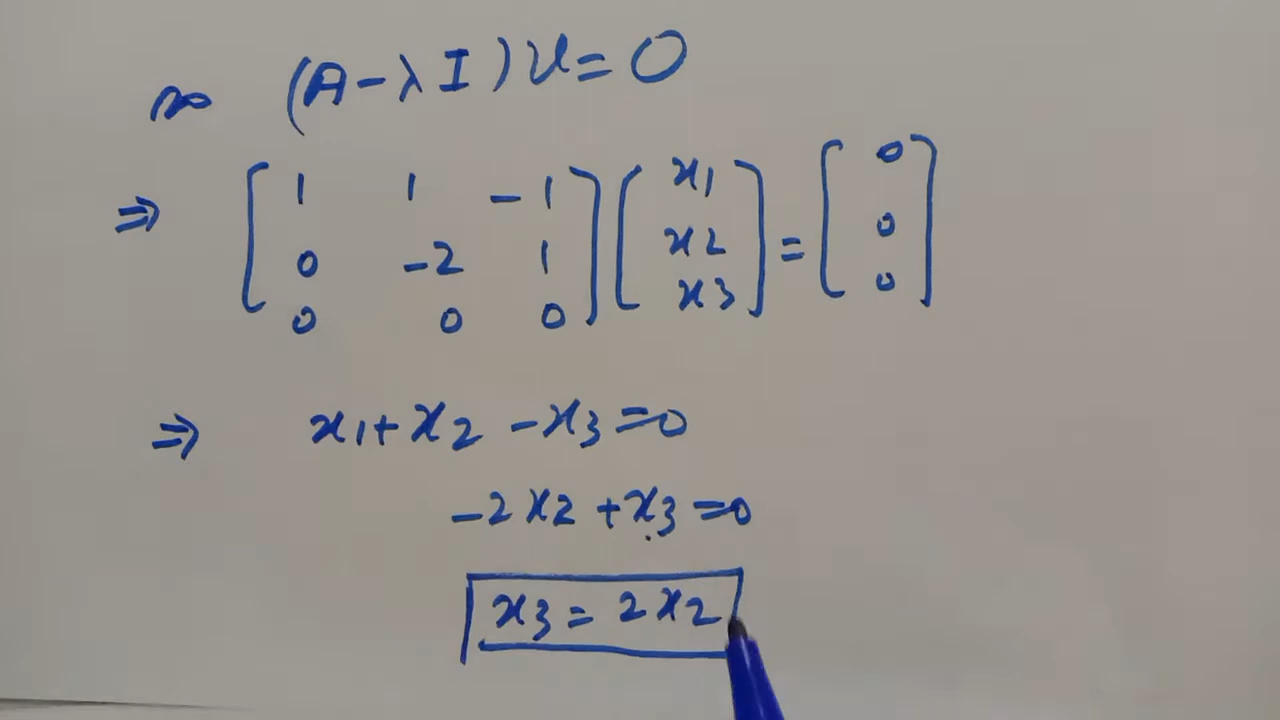 so (A-λI)v=0
⇒ [1 1 -1] [x1] = [0]
[0 -2 1] [x2] [0]
[0 0 0] [x3] [0]
⇒ x1+x2-x3=0
-2x2+x3=0
x3=2x2